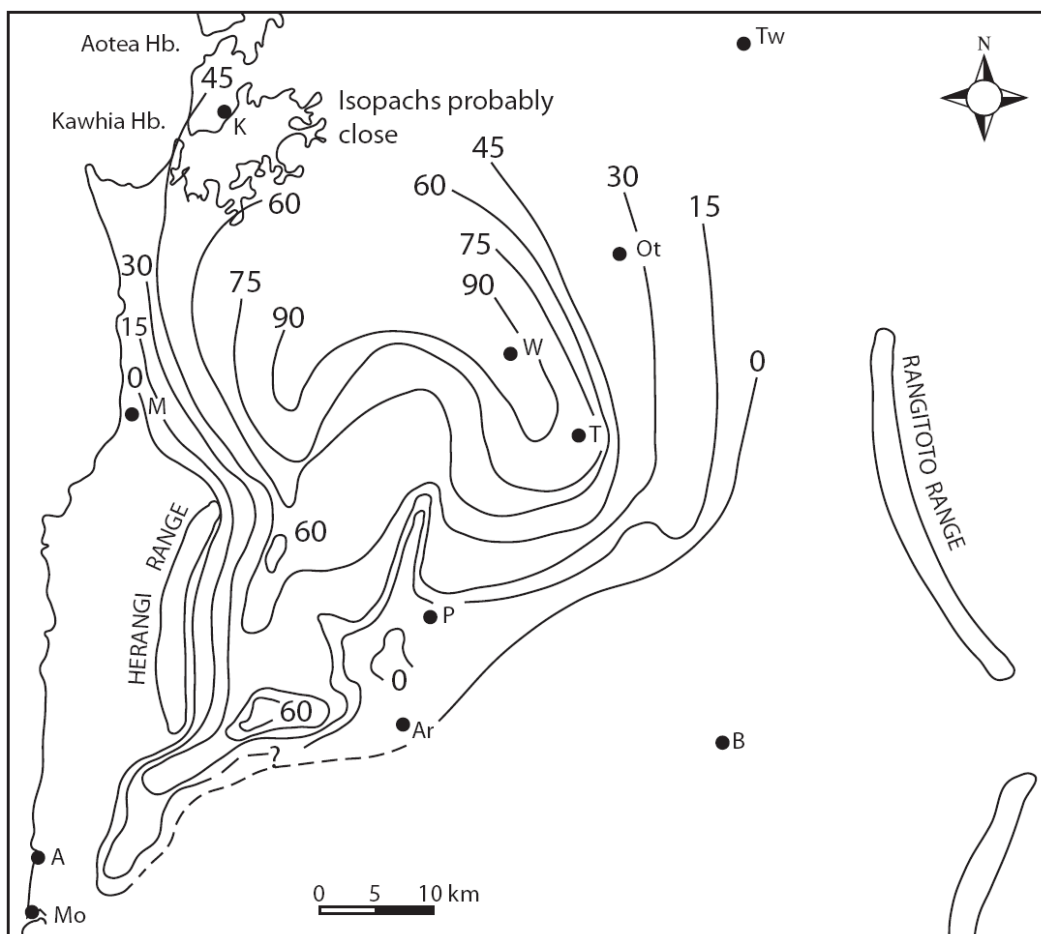 Aotea Hb.
Tw
N
45
K
Isopachs probably
close
Kawhia Hb.
45
60
60
30
15
75
Ot
30
75
90
90
15
W
0
0
M
T
RANGITOTO RANGE
HERANGI RANGE
60
P
0
60
Ar
?
B
A
Mo
0 5 10 km